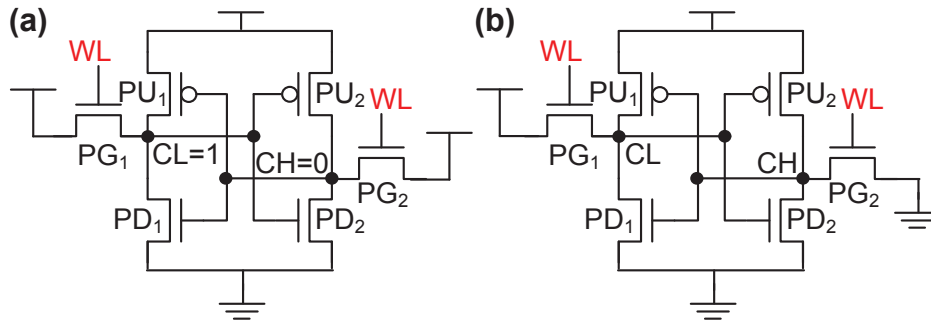 (a)
WL
PU1
PU2
WL
PG1
CL=1
CH=0
PG2
PD1
PD2
(b)
WL
PU1
PU2
WL
PG1
CL
CH
PG2
PD1
PD2